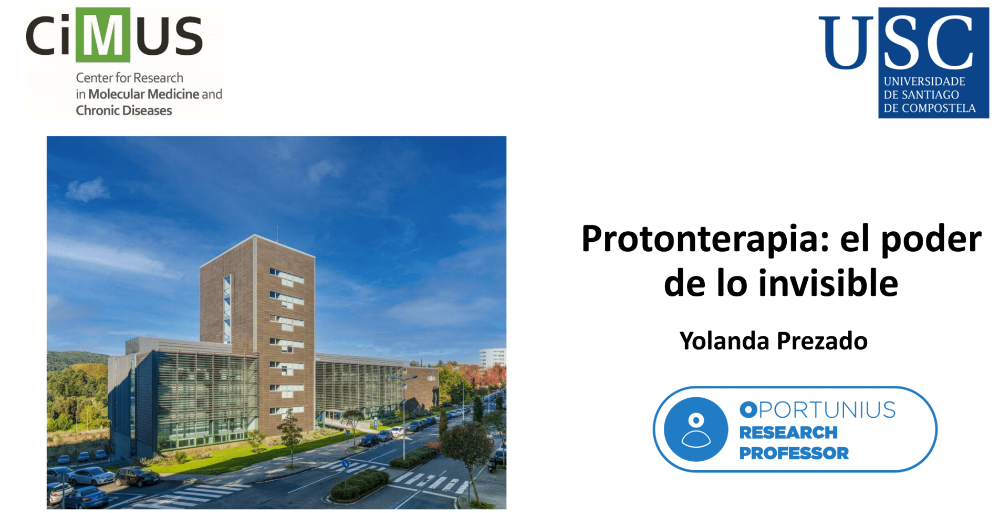 CiMUS
Center for Research
in Molecular Medicine and
Chronic Diseases
USC
UNIVERSIDADE
DE SANTIAGO
DE COMPOSTELA
CiMUS
Protonterapia: el poder
de lo invisible
Yolanda Prezado
OPORTUNIUS
RESEARCH
PROFESSOR